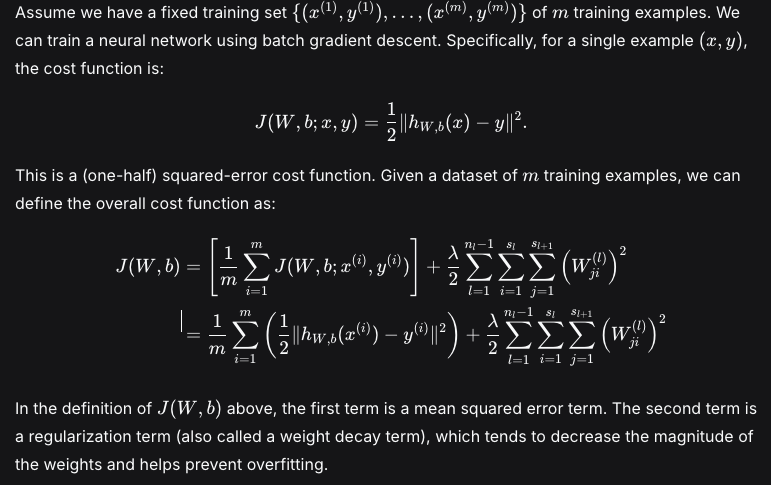 Assume we have a fixed training set {(x^{(1)}, y^{(1)}), …, (x^{(m)}, y^{(m)})} of m training examples. We
can train a neural network using batch gradient descent. Specifically, for a single example (x, y),
the cost function is:
J(W, b; x, y) = \frac{1}{2} ‖h_{W,b}(x) − y‖^2.
This is a (one-half) squared-error cost function. Given a dataset of m training examples, we can
define the overall cost function as:
J(W, b) = \left[ \frac{1}{m} \sum_{i=1}^{m} J(W, b; x^{(i)}, y^{(i)}) \right] + \frac{λ}{2} \sum_{l=1}^{n_l−1} \sum_{i=1}^{s_l} \sum_{j=1}^{s_{l+1}} \left( W_{ji}^{(l)} \right)^2
= \frac{1}{m} \sum_{i=1}^{m} \left( \frac{1}{2} ‖h_{W,b}(x^{(i)}) − y^{(i)}‖^2 \right) + \frac{λ}{2} \sum_{l=1}^{n_l−1} \sum_{i=1}^{s_l} \sum_{j=1}^{s_{l+1}} \left( W_{ji}^{(l)} \right)^2
In the definition of J(W, b) above, the first term is a mean squared error term. The second term is
a regularization term (also called a weight decay term), which tends to decrease the magnitude of
the weights and helps prevent overfitting.